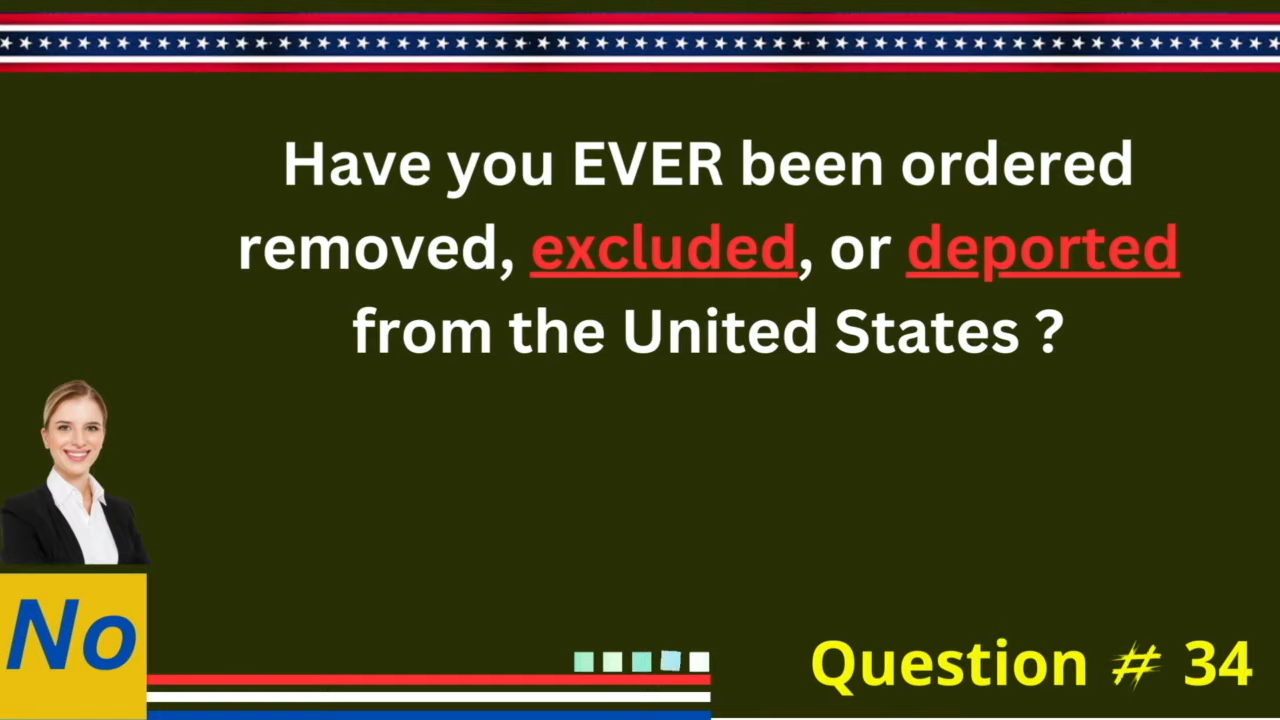 Have you EVER been ordered
removed, excluded, or deported
from the United States ?
No
Question # 34